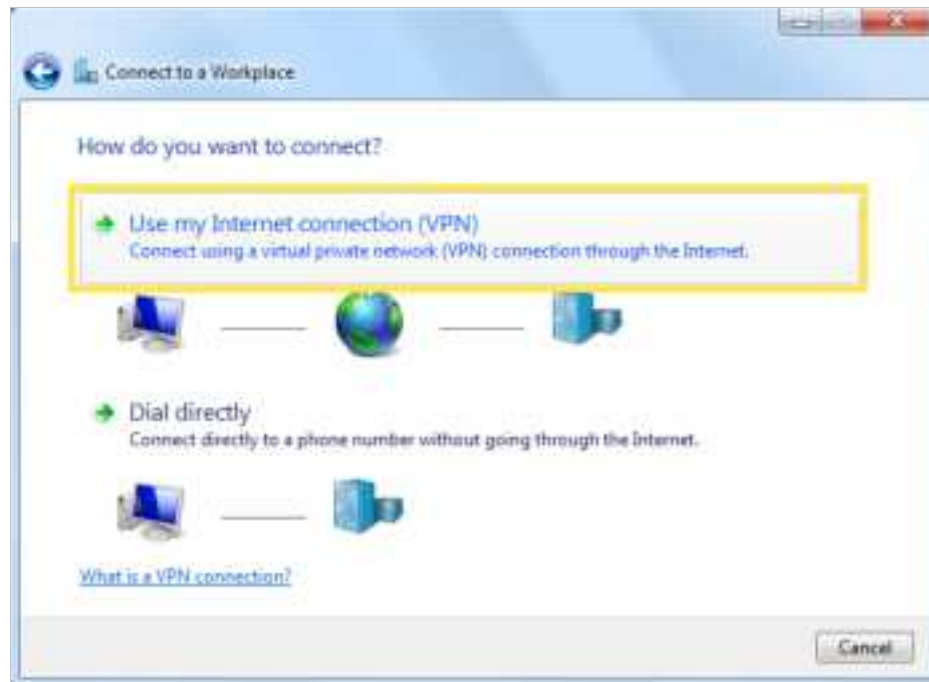 Connect to a Workplace
How do you want to connect?
Use my Internet connection (VPN)
Connect using a virtual private network (VPN) connection through the Internet.
Dial directly
Connect directly to a phone number without going through the Internet.
What is a VPN connection?
Cancel